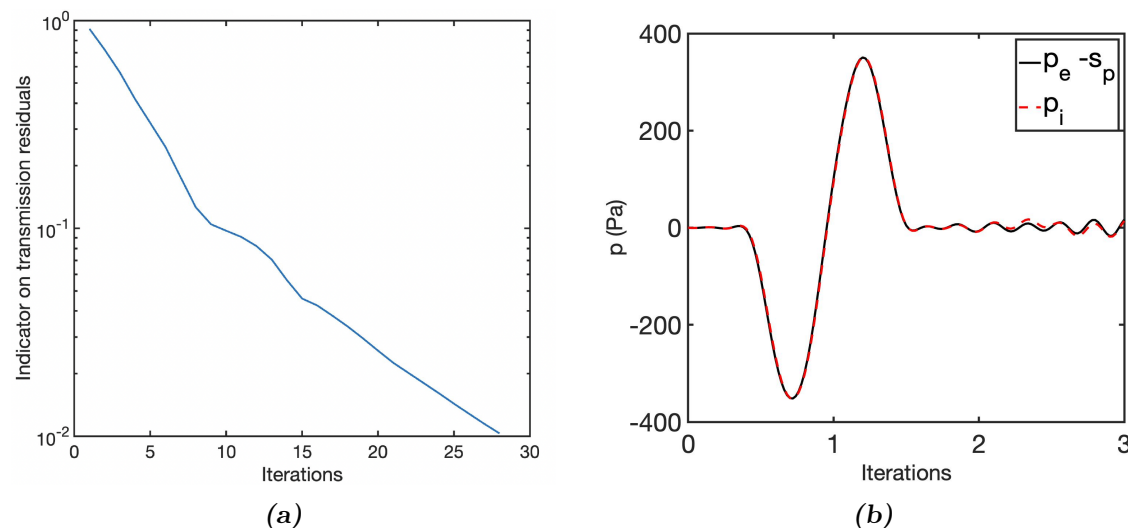 Indicator on transmission residuals
10^0
10^-1
10^-2
0 5 10 15 20 25 30
Iterations
(a)
p (Pa)
400
200
0
-200
-400
p_e -s_p
p_i
0 1 2 3
Iterations
(b)